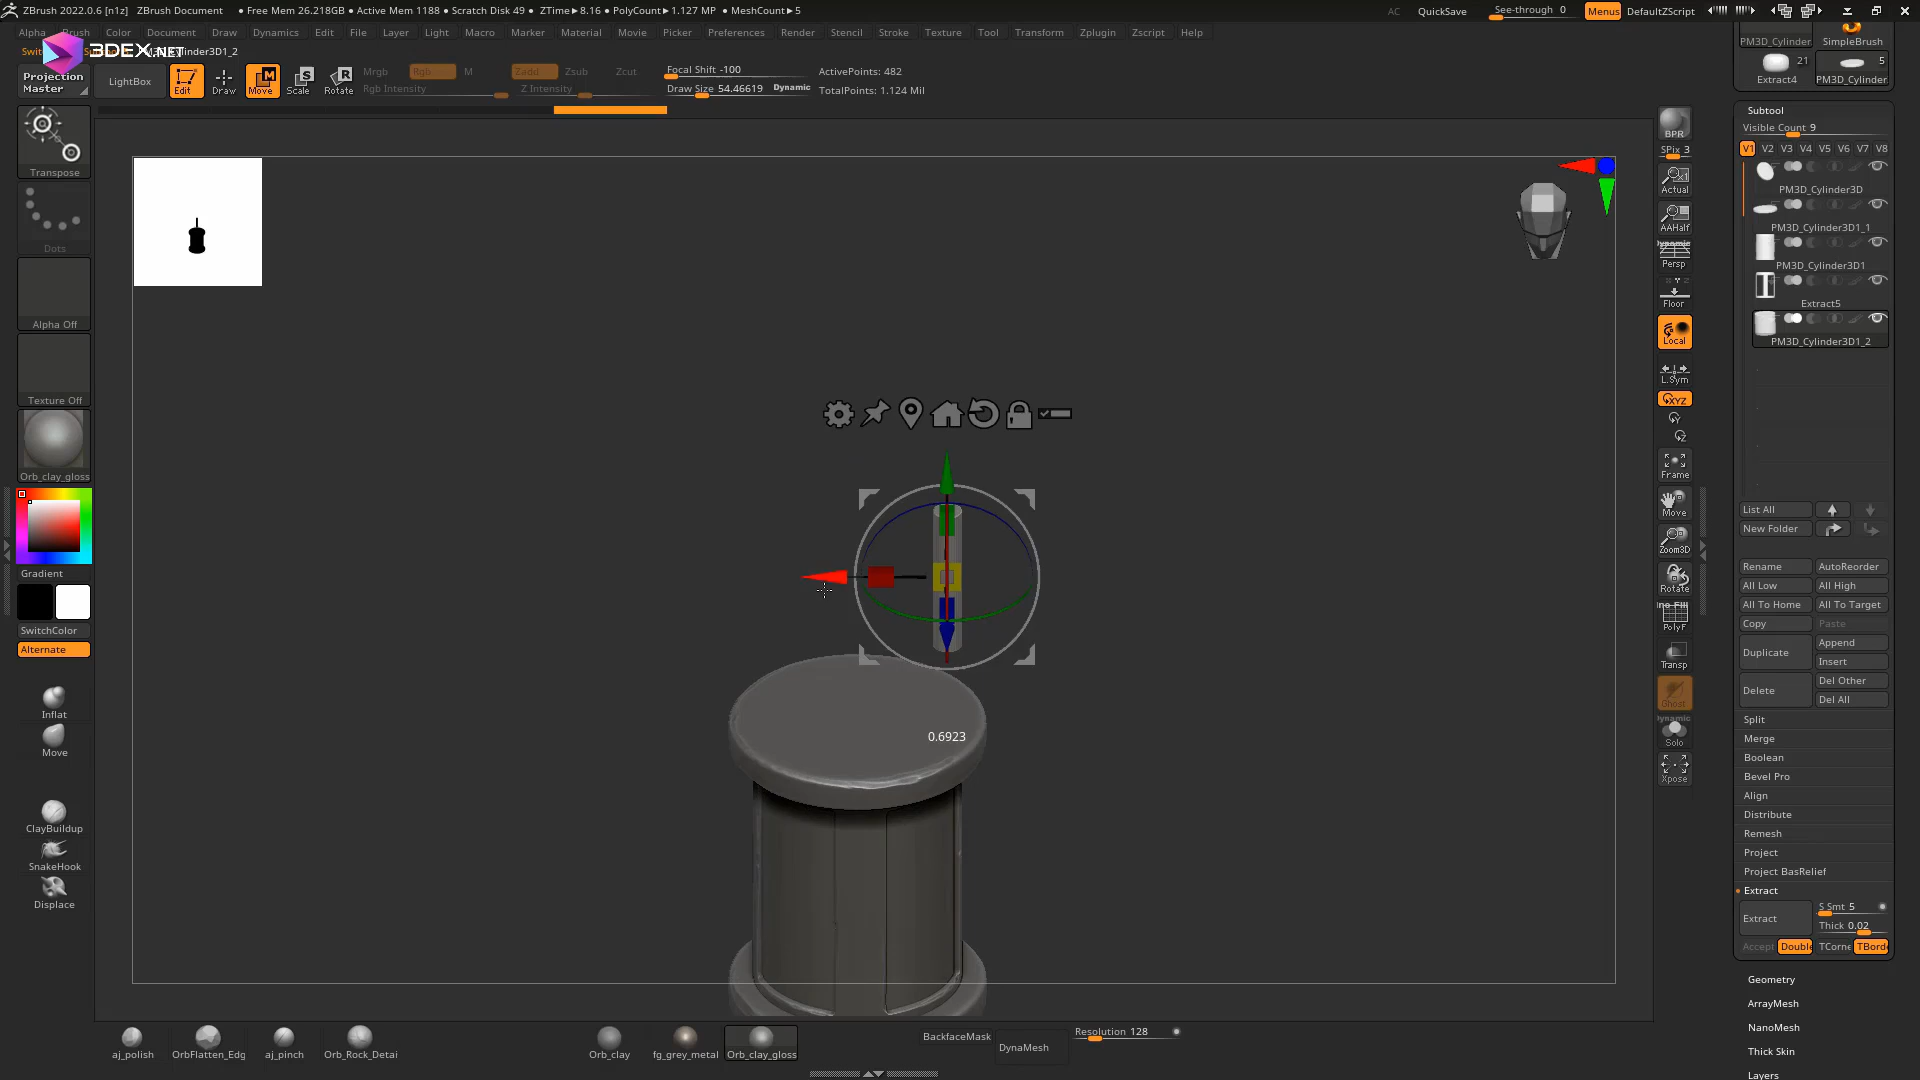 ZBrush 2022.0.6 [n1z] ZBrush Document • Free Mem 26.218GB • Active Mem 1188 • Scratch Disk 49 • ZTime▸8.16 • PolyCount▸1.127 MP • MeshCount▸5 AC QuickSave See-through 0 Menus DefaultZScript
Alpha Brush Color Document Draw Dynamics Edit File Layer Light Macro Marker Material Movie Picker Preferences Render Stencil Stroke Texture Tool Transform Zplugin Zscript Help
3DEX.NET
Projection Master LightBox Edit Draw Move Scale Rotate
Mrgb Rgb M Zadd Zsub Zcut
Rgb Intensity Z Intensity
Focal Shift -100
Draw Size 54.46619 Dynamic
ActivePoints: 482
TotalPoints: 1.124 Mil
Transpose
Dots
Alpha Off
Texture Off
Orb_clay_gloss
Gradient
SwitchColor
Alternate
Inflat
Move
ClayBuildup
SnakeHook
Displace
0.6923
BPR
SPix 3
Actual
AAHalf
Dynamic
Persp
Floor
Local
L.Sym
XYZ
Frame
Move
Zoom3D
Rotate
PolyF
Transp
Ghost
Dynamic
Solo
Xpose
PM3D_Cylinder SimpleBrush
21 5
Extract4 PM3D_Cylinder
Subtool
Visible Count 9
V1 V2 V3 V4 V5 V6 V7 V8
PM3D_Cylinder3D
PM3D_Cylinder3D1_1
PM3D_Cylinder3D1
Extract5
PM3D_Cylinder3D1_2
List All
New Folder
Rename AutoReorder
All Low All High
All To Home All To Target
Copy Paste
Duplicate Append
Insert
Delete Del Other
Del All
Split
Merge
Boolean
Bevel Pro
Align
Distribute
Remesh
Project
Project BasRelief
Extract
Extract S Smt 5
Thick 0.02
Accept Double TCorne TBorde
Geometry
ArrayMesh
NanoMesh
Thick Skin
Layers
aj_polish OrbFlatten_Edg aj_pinch Orb_Rock_Detai Orb_clay fg_grey_metal Orb_clay_gloss
BackfaceMask DynaMesh Resolution 128